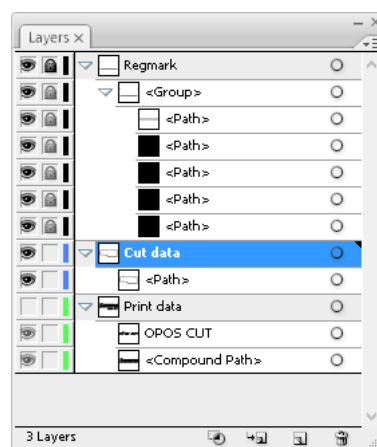 Layers ×
Regmark
<Group>
<Path>
<Path>
<Path>
<Path>
<Path>
Cut data
<Path>
Print data
OPOS CUT
<Compound Path>
3 Layers